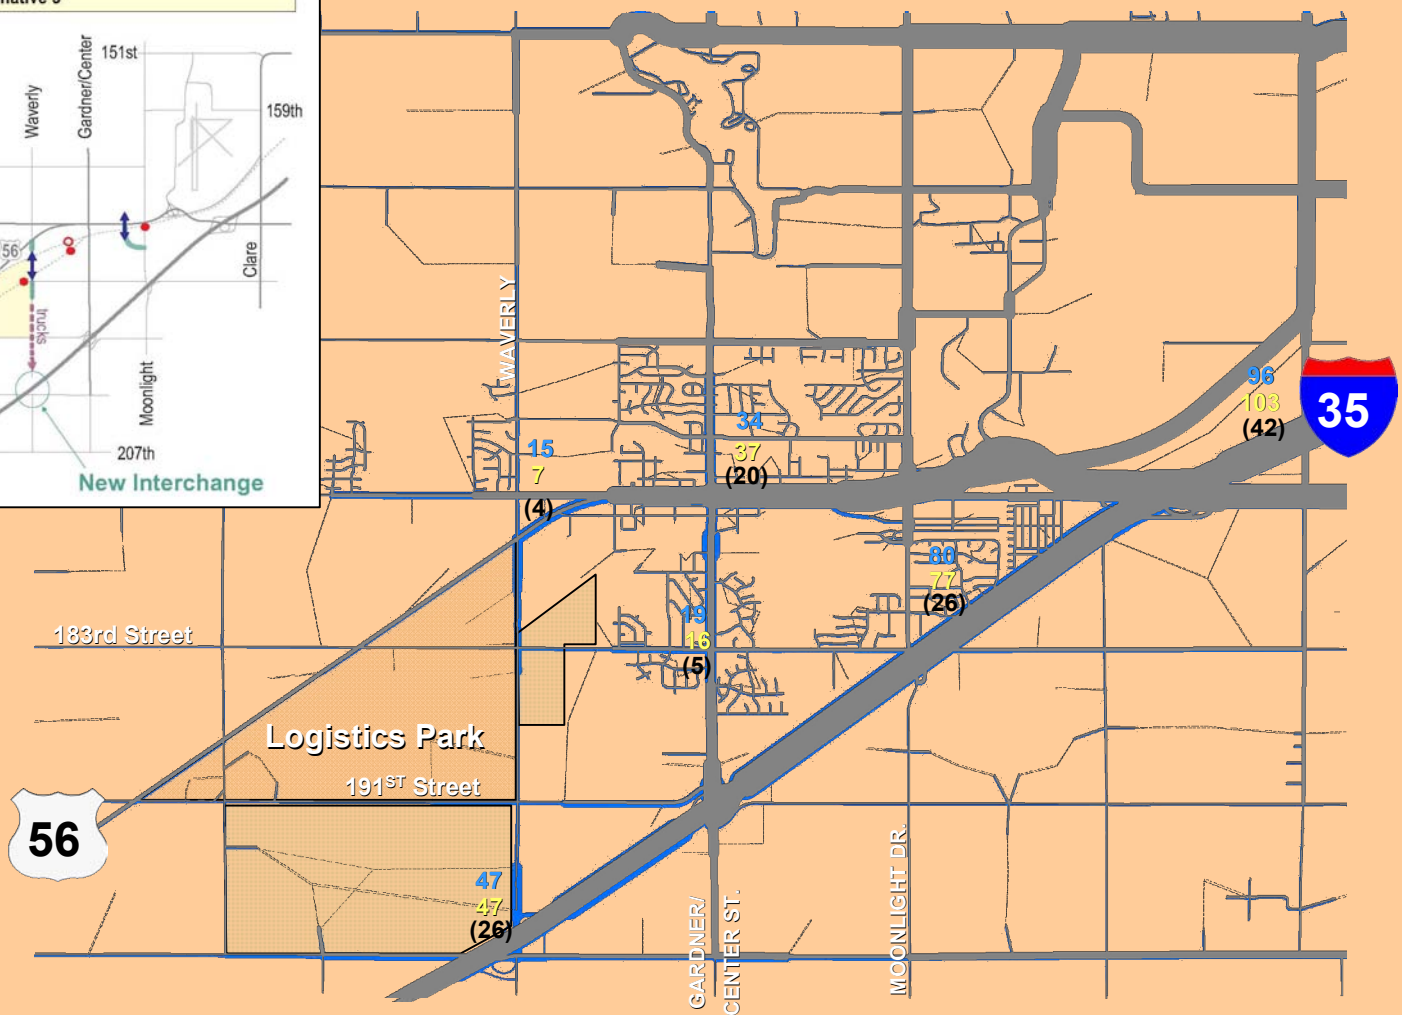 151st
159th
Waverly
Gardner/Center
Clare
56
trucks
Moonlight
207th
New Interchange
WAVERLY
96
103
(42)
35
34
37
(20)
15
7
(4)
80
77
(26)
19
16
(5)
183rd Street
Logistics Park
191ST Street
56
47
47
(26)
GARDNER/
CENTER ST.
MOONLIGHT DR.